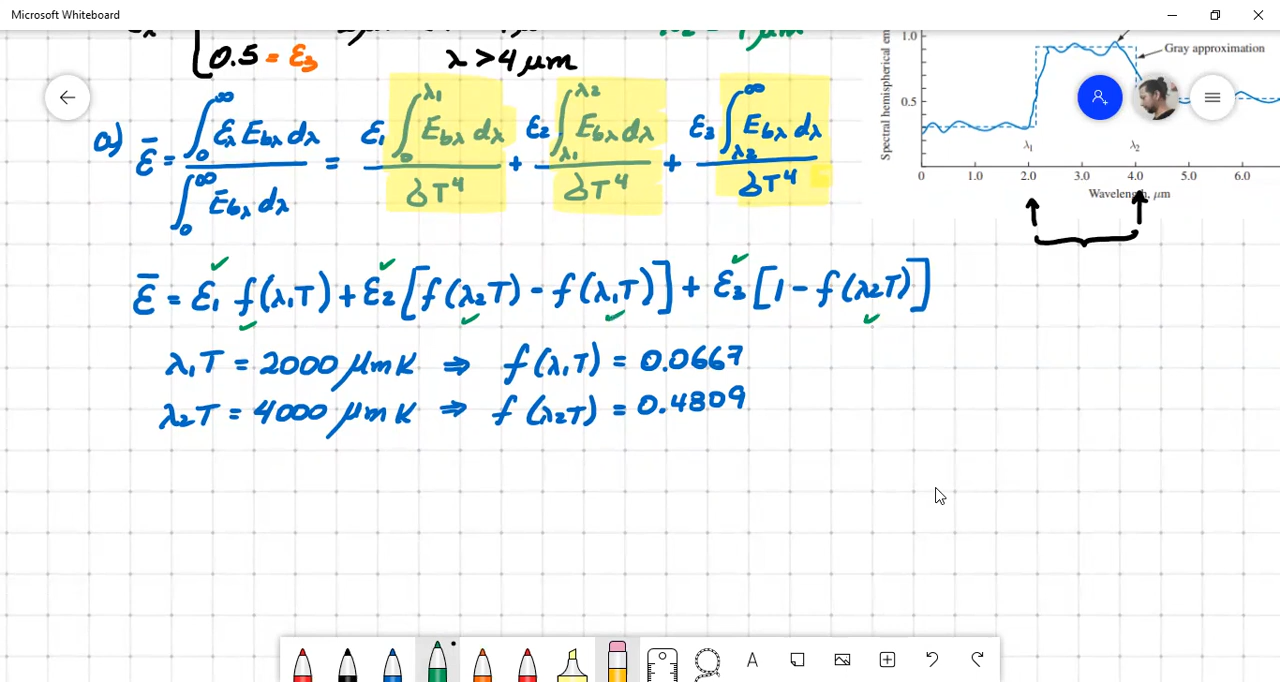 Microsoft Whiteboard
0.5 = ε3
λ > 4 μm
a) ε̄ = ∫₀^∞ ελ Ebλ dλ / ∫₀^∞ Ebλ dλ = ε1 ∫₀^λ1 Ebλ dλ / σT⁴ + ε2 ∫λ1^λ2 Ebλ dλ / σT⁴ + ε3 ∫λ2^∞ Ebλ dλ / σT⁴
ε̄ = ε1 f(λ1T) + ε2 [f(λ2T) - f(λ1T)] + ε3 [1 - f(λ2T)]
λ1T = 2000 μmK ⇒ f(λ1T) = 0.0667
λ2T = 4000 μmK ⇒ f(λ2T) = 0.4809
Spectral hemispherical
1.0
0.5
Gray approximation
λ1
λ2
0 1.0 2.0 3.0 4.0 5.0 6.0
Wavelength, μm
A